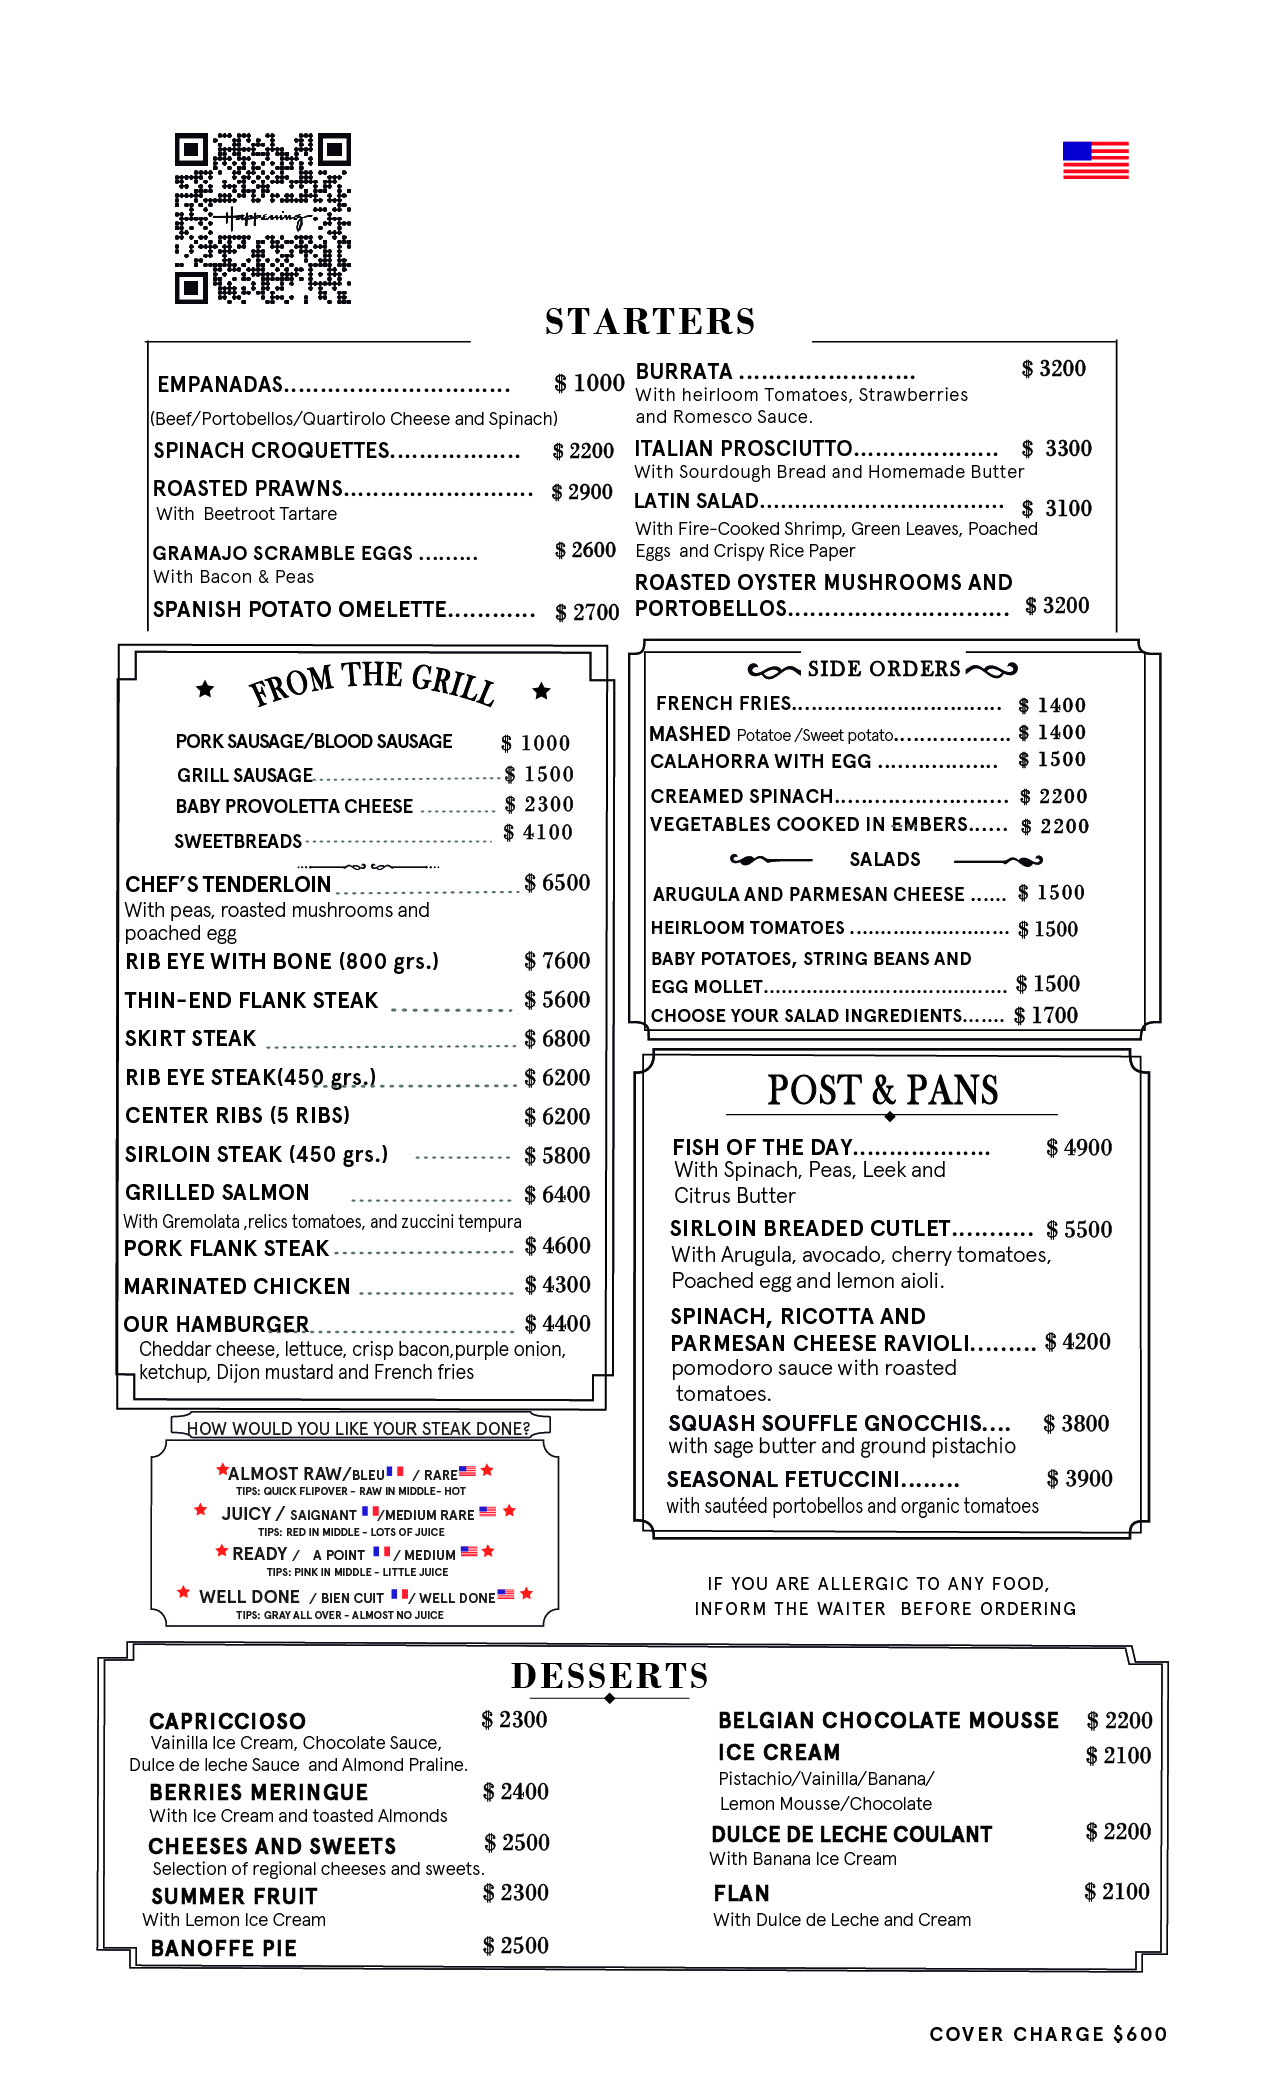 Happening
STARTERS
EMPANADAS............................... $ 1000
(Beef/Portobellos/Quartirolo Cheese and Spinach)
SPINACH CROQUETTES.................. $ 2200
ROASTED PRAWNS.......................... $ 2900
With Beetroot Tartare
GRAMAJO SCRAMBLE EGGS ......... $ 2600
With Bacon & Peas
SPANISH POTATO OMELETTE............ $ 2700
BURRATA ........................ $ 3200
With heirloom Tomatoes, Strawberries
and Romesco Sauce.
ITALIAN PROSCIUTTO.................... $ 3300
With Sourdough Bread and Homemade Butter
LATIN SALAD.................................. $ 3100
With Fire-Cooked Shrimp, Green Leaves, Poached
Eggs and Crispy Rice Paper
ROASTED OYSTER MUSHROOMS AND
PORTOBELLOS.............................. $ 3200
FROM THE GRILL
PORK SAUSAGE/BLOOD SAUSAGE $ 1000
GRILL SAUSAGE $ 1500
BABY PROVOLETTA CHEESE $ 2300
SWEETBREADS $ 4100
CHEF'S TENDERLOIN $ 6500
With peas, roasted mushrooms and
poached egg
RIB EYE WITH BONE (800 grs.) $ 7600
THIN-END FLANK STEAK $ 5600
SKIRT STEAK $ 6800
RIB EYE STEAK(450 grs.) $ 6200
CENTER RIBS (5 RIBS) $ 6200
SIRLOIN STEAK (450 grs.) $ 5800
GRILLED SALMON $ 6400
With Gremolata ,relics tomatoes, and zuccini tempura
PORK FLANK STEAK $ 4600
MARINATED CHICKEN $ 4300
OUR HAMBURGER $ 4400
Cheddar cheese, lettuce, crisp bacon,purple onion,
ketchup, Dijon mustard and French fries
HOW WOULD YOU LIKE YOUR STEAK DONE?
ALMOST RAW/BLEU / RARE
TIPS: QUICK FLIPOVER - RAW IN MIDDLE- HOT
JUICY / SAIGNANT /MEDIUM RARE
TIPS: RED IN MIDDLE - LOTS OF JUICE
READY / A POINT / MEDIUM
TIPS: PINK IN MIDDLE - LITTLE JUICE
WELL DONE / BIEN CUIT / WELL DONE
TIPS: GRAY ALL OVER - ALMOST NO JUICE
SIDE ORDERS
FRENCH FRIES............................... $ 1400
MASHED Potatoe /Sweet potato................. $ 1400
CALAHORRA WITH EGG .................. $ 1500
CREAMED SPINACH.......................... $ 2200
VEGETABLES COOKED IN EMBERS...... $ 2200
SALADS
ARUGULA AND PARMESAN CHEESE ...... $ 1500
HEIRLOOM TOMATOES ........................... $ 1500
BABY POTATOES, STRING BEANS AND
EGG MOLLET....................................... $ 1500
CHOOSE YOUR SALAD INGREDIENTS....... $ 1700
POST & PANS
FISH OF THE DAY................... $ 4900
With Spinach, Peas, Leek and
Citrus Butter
SIRLOIN BREADED CUTLET........... $ 5500
With Arugula, avocado, cherry tomatoes,
Poached egg and lemon aioli.
SPINACH, RICOTTA AND
PARMESAN CHEESE RAVIOLI......... $ 4200
pomodoro sauce with roasted
tomatoes.
SQUASH SOUFFLE GNOCCHIS.... $ 3800
with sage butter and ground pistachio
SEASONAL FETUCCINI........ $ 3900
with sautéed portobellos and organic tomatoes
IF YOU ARE ALLERGIC TO ANY FOOD,
INFORM THE WAITER BEFORE ORDERING
DESSERTS
CAPRICCIOSO $ 2300
Vainilla Ice Cream, Chocolate Sauce,
Dulce de leche Sauce and Almond Praline.
BERRIES MERINGUE $ 2400
With Ice Cream and toasted Almonds
CHEESES AND SWEETS $ 2500
Selection of regional cheeses and sweets.
SUMMER FRUIT $ 2300
With Lemon Ice Cream
BANOFFE PIE $ 2500
BELGIAN CHOCOLATE MOUSSE $ 2200
ICE CREAM $ 2100
Pistachio/Vainilla/Banana/
Lemon Mousse/Chocolate
DULCE DE LECHE COULANT $ 2200
With Banana Ice Cream
FLAN $ 2100
With Dulce de Leche and Cream
COVER CHARGE $600